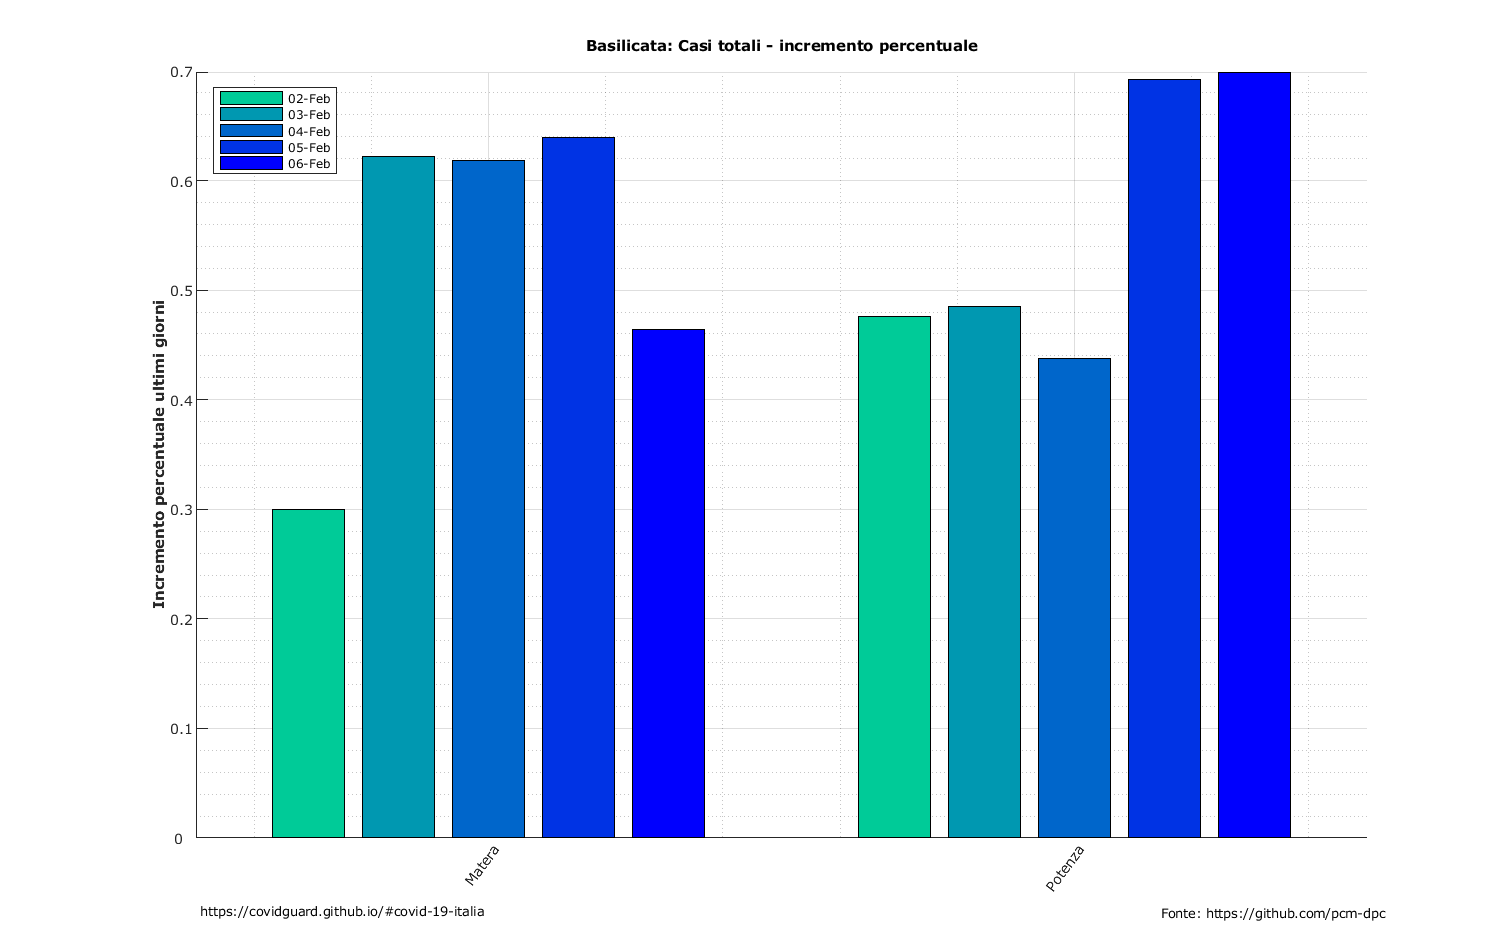 Basilicata: Casi totali - incremento percentuale
Incremento percentuale ultimi giorni
0.7
0.6
0.5
0.4
0.3
0.2
0.1
0
02-Feb
03-Feb
04-Feb
05-Feb
06-Feb
Matera
Potenza
https://covidguard.github.io/#covid-19-italia
Fonte: https://github.com/pcm-dpc